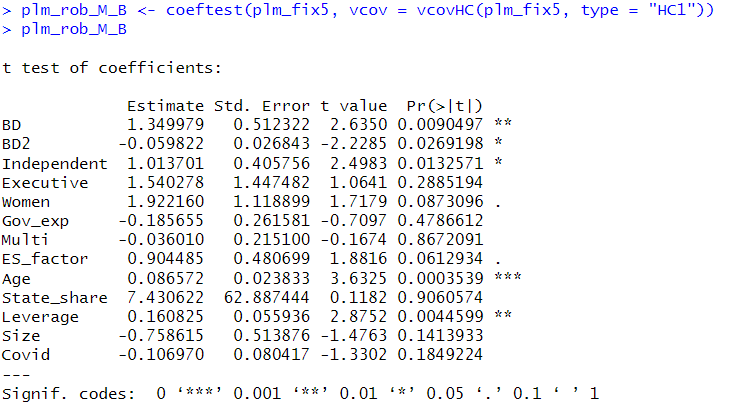 > plm_rob_M_B <- coeftest(plm_fix5, vcov = vcovHC(plm_fix5, type = "HC1"))
> plm_rob_M_B
t test of coefficients:
Estimate Std. Error t value Pr(>|t|)
BD 1.349979 0.512322 2.6350 0.0090497 **
BD2 -0.059822 0.026843 -2.2285 0.0269198 *
Independent 1.013701 0.405756 2.4983 0.0132571 *
Executive 1.540278 1.447482 1.0641 0.2885194
Women 1.922160 1.118899 1.7179 0.0873096 .
Gov_exp -0.185655 0.261581 -0.7097 0.4786612
Multi -0.036010 0.215100 -0.1674 0.8672091
ES_factor 0.904485 0.480699 1.8816 0.0612934 .
Age 0.086572 0.023833 3.6325 0.0003539 ***
State_share 7.430622 62.887444 0.1182 0.9060574
Leverage 0.160825 0.055936 2.8752 0.0044599 **
Size -0.758615 0.513876 -1.4763 0.1413933
Covid -0.106970 0.080417 -1.3302 0.1849224
---
Signif. codes: 0 ‘***’ 0.001 ‘**’ 0.01 ‘*’ 0.05 ‘.’ 0.1 ‘ ’ 1